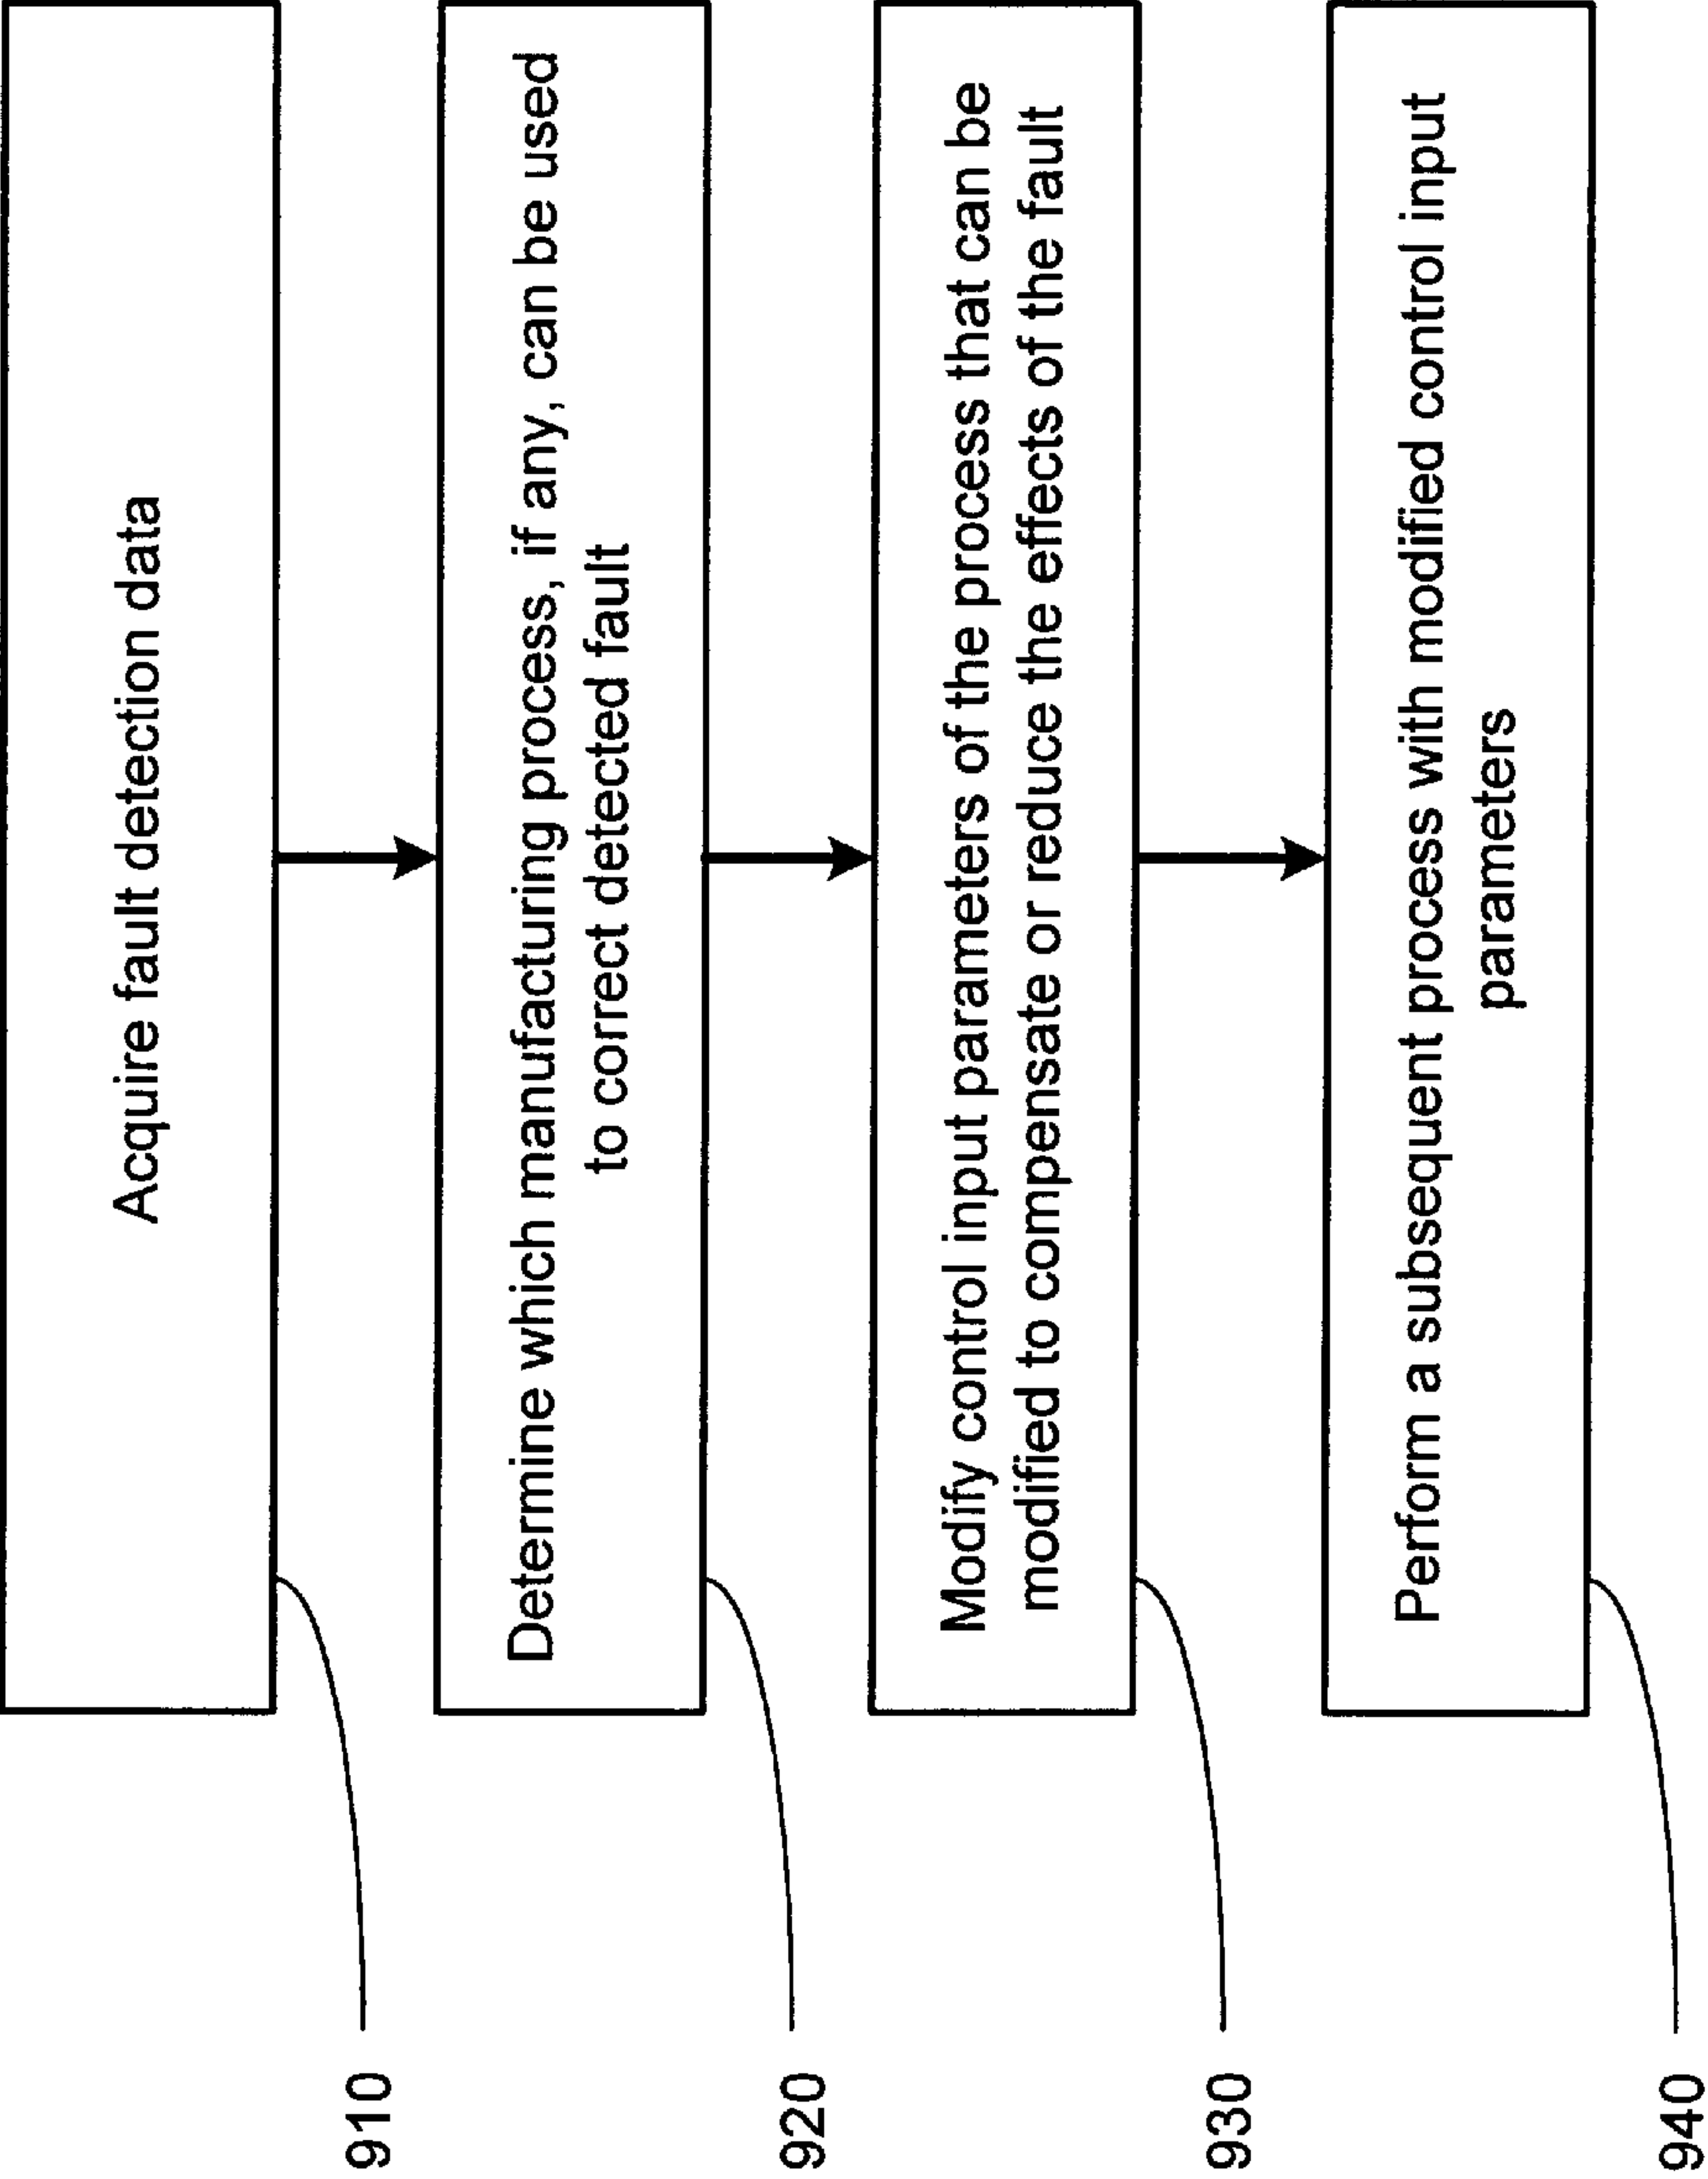 Acquire fault detection data
910
Determine which manufacturing process, if any, can be used
to correct detected fault
920
Modify control input parameters of the process that can be
modified to compensate or reduce the effects of the fault
930
Perform a subsequent process with modified control input
parameters
940